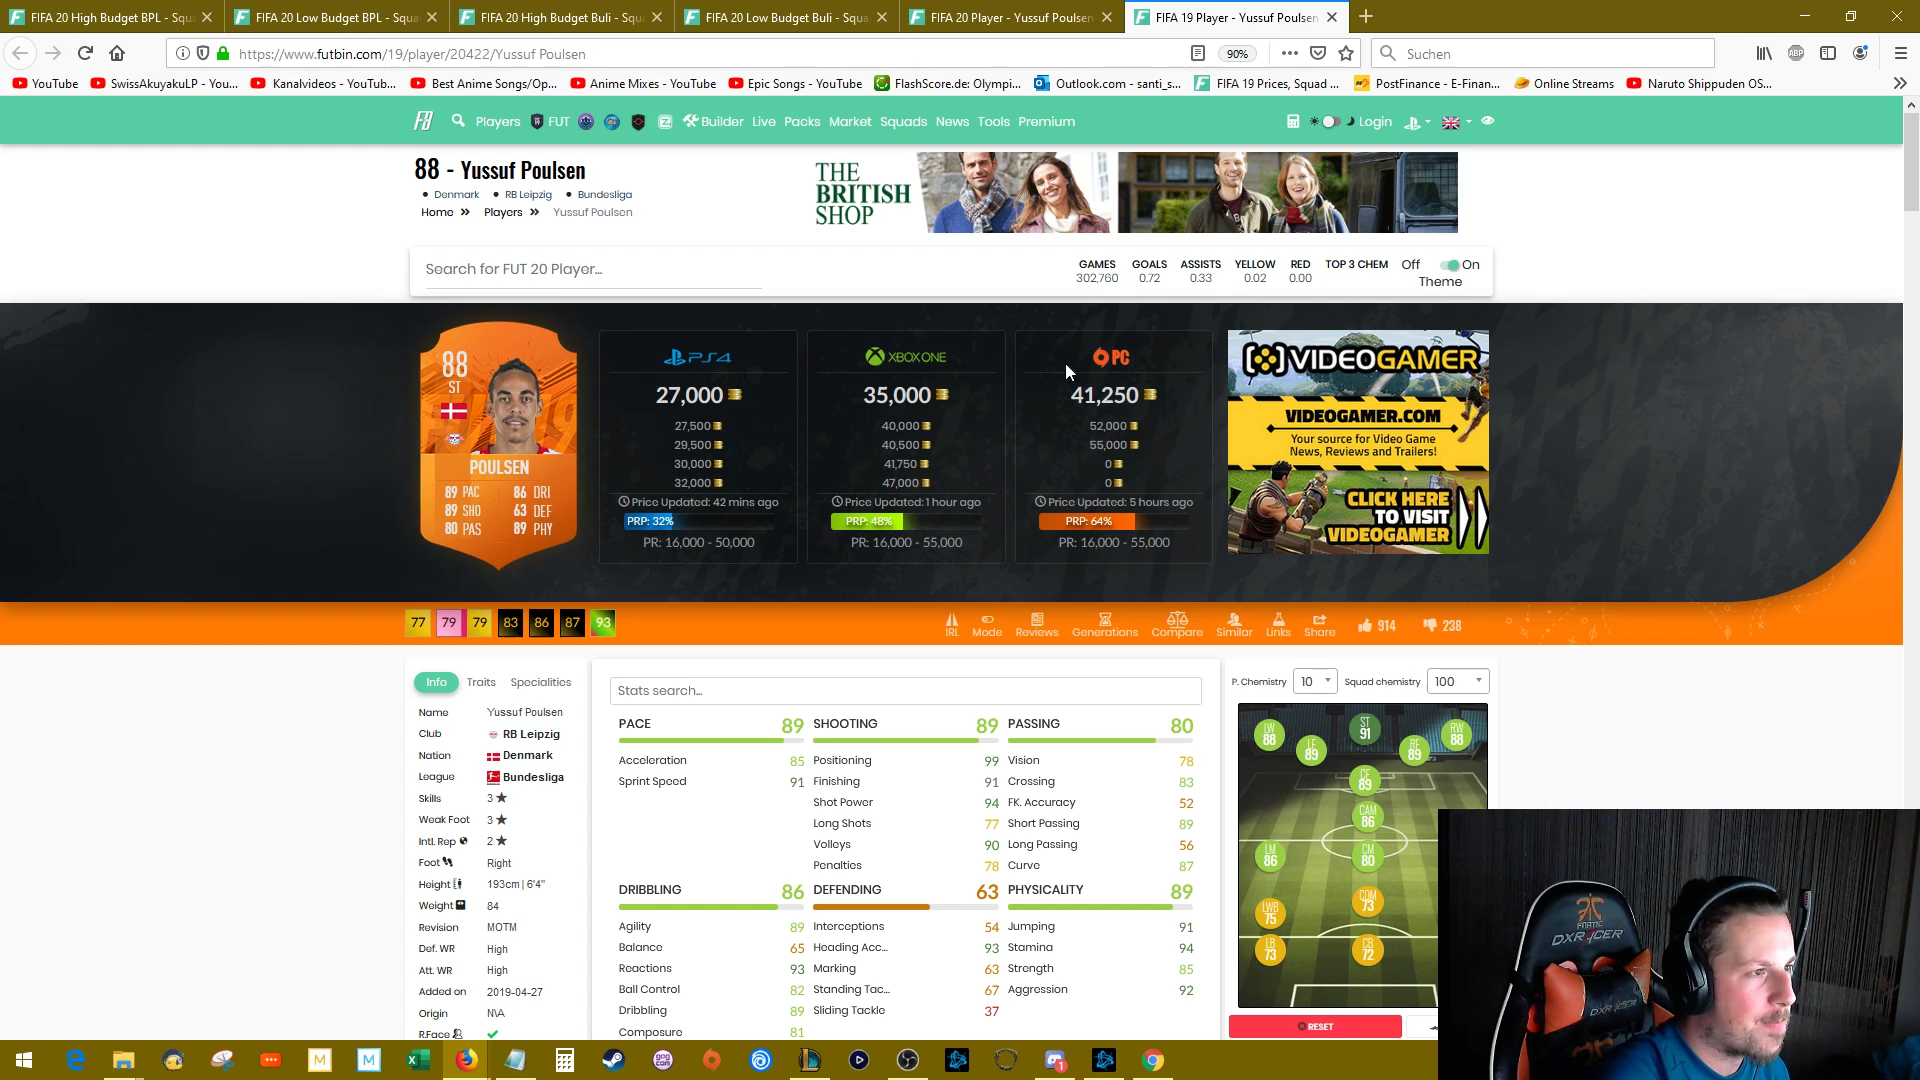 FIFA 20 High Budget BPL - Squ
FIFA 20 Low Budget BPL - Squa
FIFA 20 High Budget Buli - Squ
FIFA 20 Low Budget Buli - Squa
FIFA 20 Player - Yussuf Poulsen
FIFA 19 Player - Yussuf Poulsen
https://www.futbin.com/19/player/20422/Yussuf Poulsen
90%
Suchen
YouTube
SwissAkuyakuLP - You...
Kanalvideos - YouTub...
Best Anime Songs/Op...
Anime Mixes - YouTube
Epic Songs - YouTube
FlashScore.de: Olympi...
Outlook.com - santi_s...
FIFA 19 Prices, Squad ...
PostFinance - E-Finan...
Online Streams
Naruto Shippuden OS...
Players FUT Builder Live Packs Market Squads News Tools Premium
Login
88 - Yussuf Poulsen
Denmark RB Leipzig Bundesliga
Home » Players » Yussuf Poulsen
THE
BRITISH
SHOP
Search for FUT 20 Player...
GAMES GOALS ASSISTS YELLOW RED TOP 3 CHEM Off On
302,760 0.72 0.33 0.02 0.00
Theme
88
ST
POULSEN
89 PAC 86 DRI
89 SHO 63 DEF
80 PAS 89 PHY
PS4
27,000
27,500
29,500
30,000
32,000
Price Updated: 42 mins ago
PRP: 32%
PR: 16,000 - 50,000
XBOX ONE
35,000
40,000
40,500
41,750
47,000
Price Updated: 1 hour ago
PRP: 48%
PR: 16,000 - 55,000
PC
41,250
52,000
55,000
0
0
Price Updated: 5 hours ago
PRP: 64%
PR: 16,000 - 55,000
VIDEOGAMER
VIDEOGAMER.COM
Your source for Video Game
News, Reviews and Trailers!
CLICK HERE
TO VISIT
VIDEOGAMER
77 79 79 83 86 87 93
IRL Mode Reviews Generations Compare Similar Links Share 914 238
Info Traits Specialities
Name Yussuf Poulsen
Club RB Leipzig
Nation Denmark
League Bundesliga
Skills 3
Weak Foot 3
Intl. Rep 2
Foot Right
Height 193cm | 6'4"
Weight 84
Revision MOTM
Def. WR High
Att. WR High
Added on 2019-04-27
Origin N\A
R.Face
Stats search...
PACE 89
Acceleration 85
Sprint Speed 91
SHOOTING 89
Positioning 99
Finishing 91
Shot Power 94
Long Shots 77
Volleys 90
Penalties 78
PASSING 80
Vision 78
Crossing 83
FK. Accuracy 52
Short Passing 89
Long Passing 56
Curve 87
DRIBBLING 86
Agility 89
Balance 65
Reactions 93
Ball Control 82
Dribbling 89
Composure 81
DEFENDING 63
Interceptions 54
Heading Acc... 93
Marking 63
Standing Tac... 67
Sliding Tackle 37
PHYSICALITY 89
Jumping 91
Stamina 94
Strength 85
Aggression 92
P. Chemistry 10 Squad chemistry 100
LW 88
ST 91
RW 88
LF 89
RF 89
CF 89
CAM 86
LM 86
CM 80
CDM 73
LWB 75
LB 73
CB 72
RESET
FNATIC
DXRACER
DXRACER